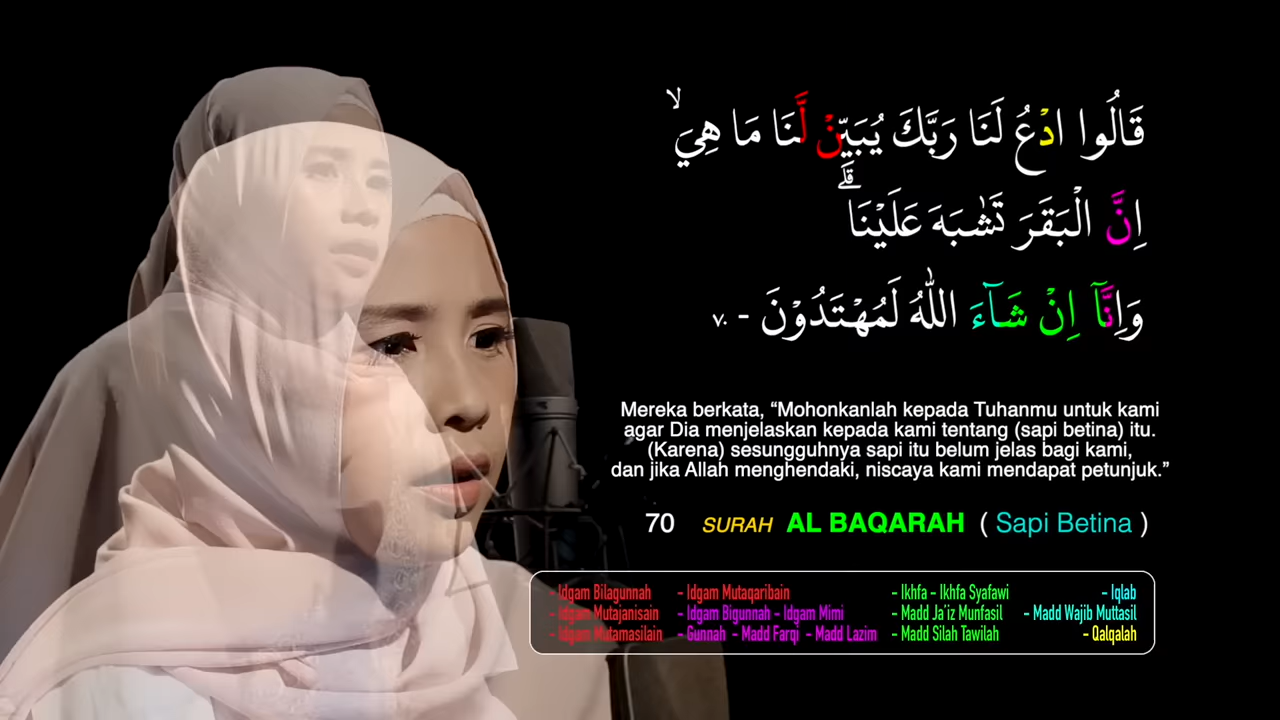 قَالُوا ادْعُ لَنَا رَبَّكَ يُبَيِّنْ لَّنَا مَا هِيَۙ
اِنَّ الْبَقَرَ تَشٰبَهَ عَلَيْنَاۗ
وَاِنَّآ اِنْ شَاۤءَ اللّٰهُ لَمُهْتَدُوْنَ - ٧٠
Mereka berkata, “Mohonkanlah kepada Tuhanmu untuk kami
agar Dia menjelaskan kepada kami tentang (sapi betina) itu.
(Karena) sesungguhnya sapi itu belum jelas bagi kami,
dan jika Allah menghendaki, niscaya kami mendapat petunjuk.”
70 SURAH AL BAQARAH ( Sapi Betina )
- Idgam Bilagunnah - Idgam Mutaqaribain - Ikhfa - Ikhfa Syafawi - Iqlab
- Idgam Mutajanisain - Idgam Bigunnah - Idgam Mimi - Madd Ja'iz Munfasil - Madd Wajib Muttasil
- Idgam Mutamasilain - Gunnah - Madd Farqi - Madd Lazim - Madd Silah Tawilah - Qalqalah